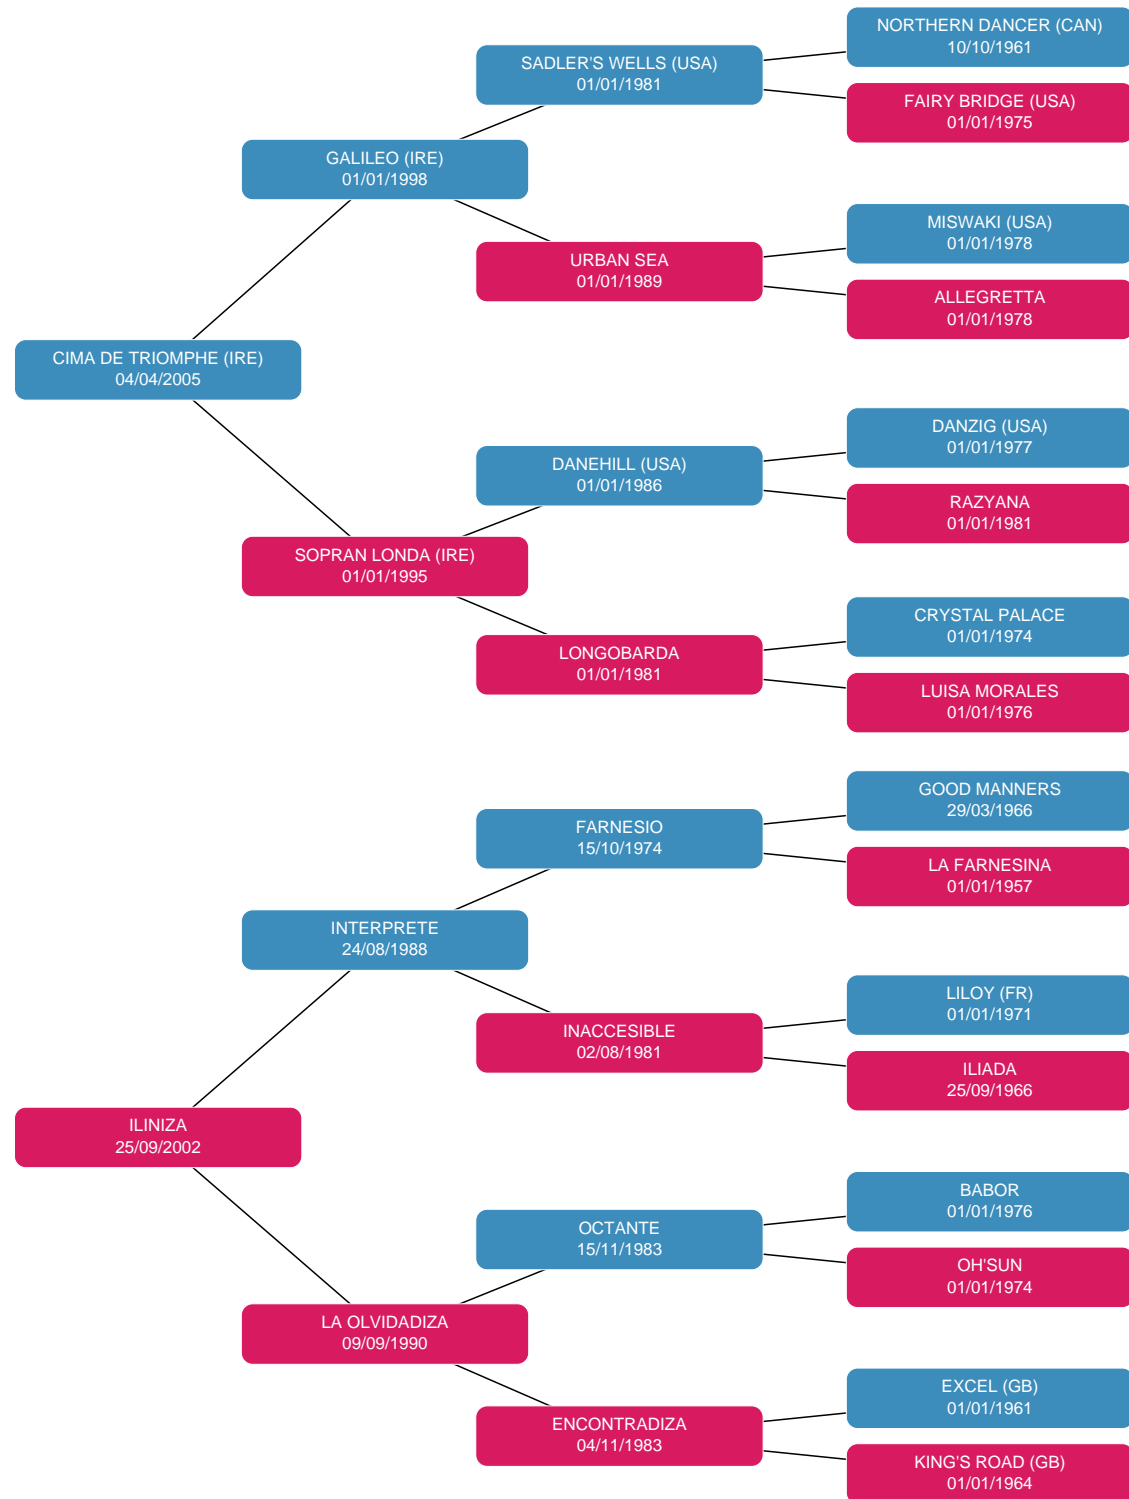 NORTHERN DANCER (CAN)
10/10/1961
SADLER'S WELLS (USA)
01/01/1981
FAIRY BRIDGE (USA)
01/01/1975
GALILEO (IRE)
01/01/1998
MISWAKI (USA)
01/01/1978
URBAN SEA
01/01/1989
ALLEGRETTA
01/01/1978
CIMA DE TRIOMPHE (IRE)
04/04/2005
DANZIG (USA)
01/01/1977
DANEHILL (USA)
01/01/1986
RAZYANA
01/01/1981
SOPRAN LONDA (IRE)
01/01/1995
CRYSTAL PALACE
01/01/1974
LONGOBARDA
01/01/1981
LUISA MORALES
01/01/1976
GOOD MANNERS
29/03/1966
FARNESIO
15/10/1974
LA FARNESINA
01/01/1957
INTERPRETE
24/08/1988
LILOY (FR)
01/01/1971
INACCESIBLE
02/08/1981
ILIADA
25/09/1966
ILINIZA
25/09/2002
BABOR
01/01/1976
OCTANTE
15/11/1983
OH'SUN
01/01/1974
LA OLVIDADIZA
09/09/1990
EXCEL (GB)
01/01/1961
ENCONTRADIZA
04/11/1983
KING'S ROAD (GB)
01/01/1964